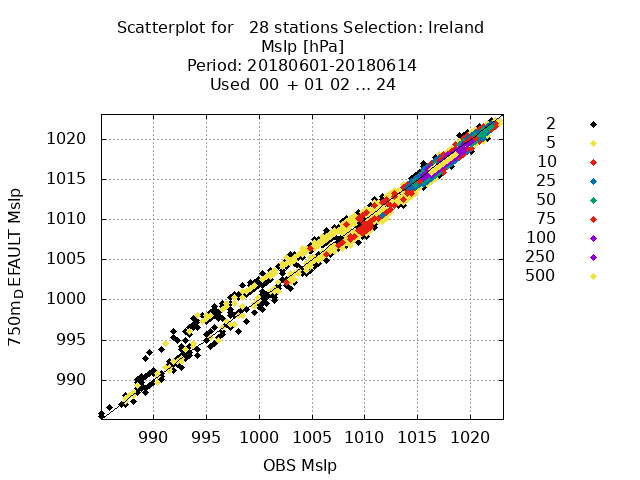 Scatterplot for   28 stations Selection: Ireland
Mslp [hPa]
Period: 20180601-20180614
Used  00 + 01 02 ... 24
750m_DEFAULT Mslp
1020
1015
1010
1005
1000
995
990
990 995 1000 1005 1010 1015 1020
OBS Mslp
2
5
10
25
50
75
100
250
500